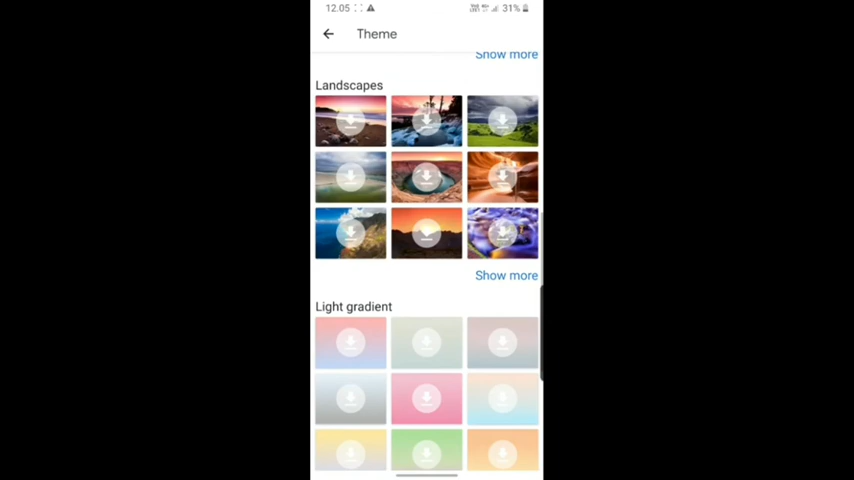 12.05 31%
Theme
Show more
Landscapes
Show more
Light gradient